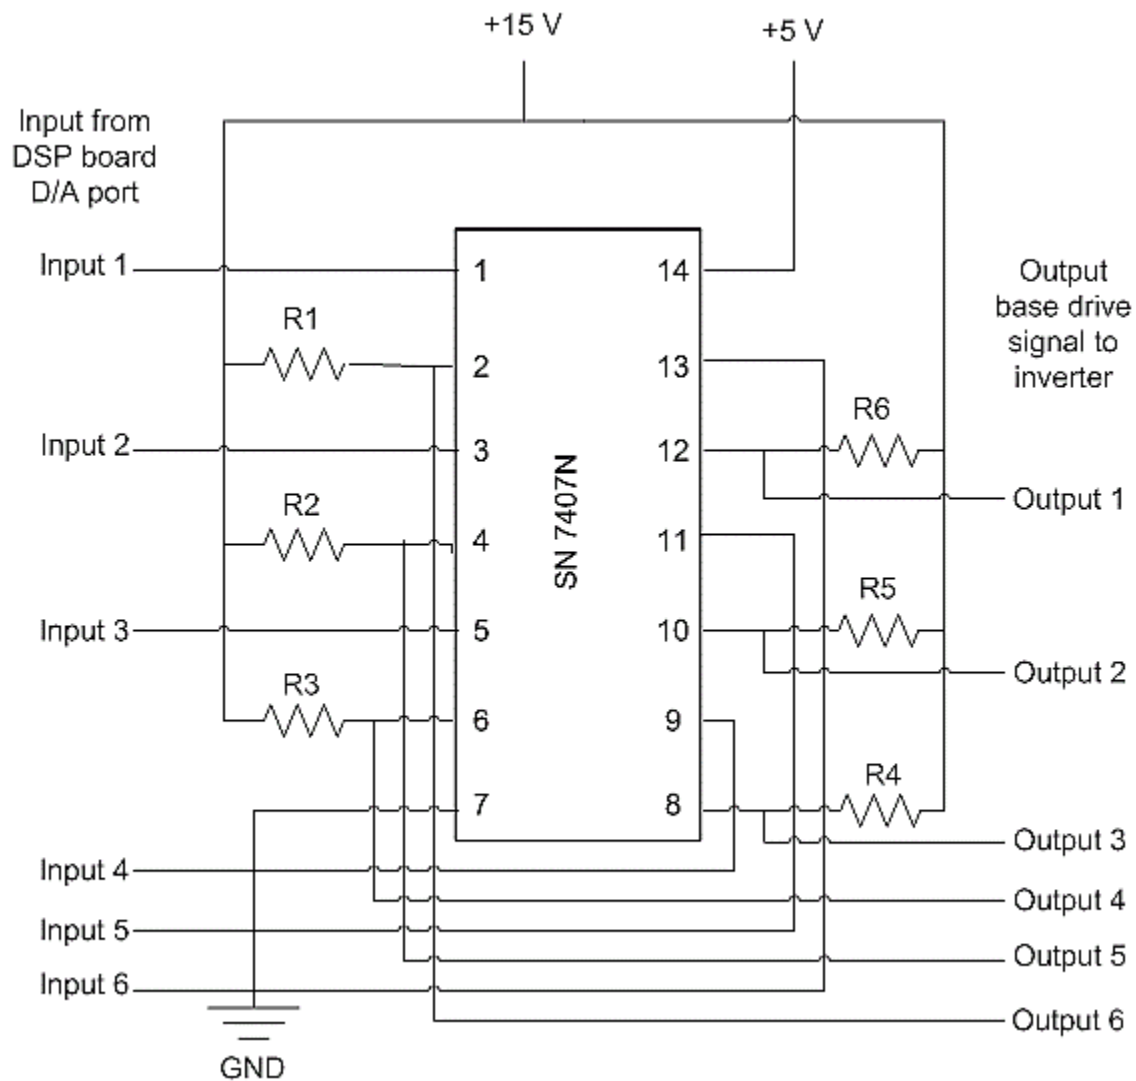 +15 V
+5 V
Input from
DSP board
D/A port
Input 1
1
14
Output
base drive
signal to
inverter
R1
2
13
R6
Input 2
3
12
Output 1
R2
SN 7407N
4
11
R5
Input 3
5
10
Output 2
R3
6
9
R4
7
8
Output 3
Input 4
Output 4
Input 5
Output 5
Input 6
Output 6
GND